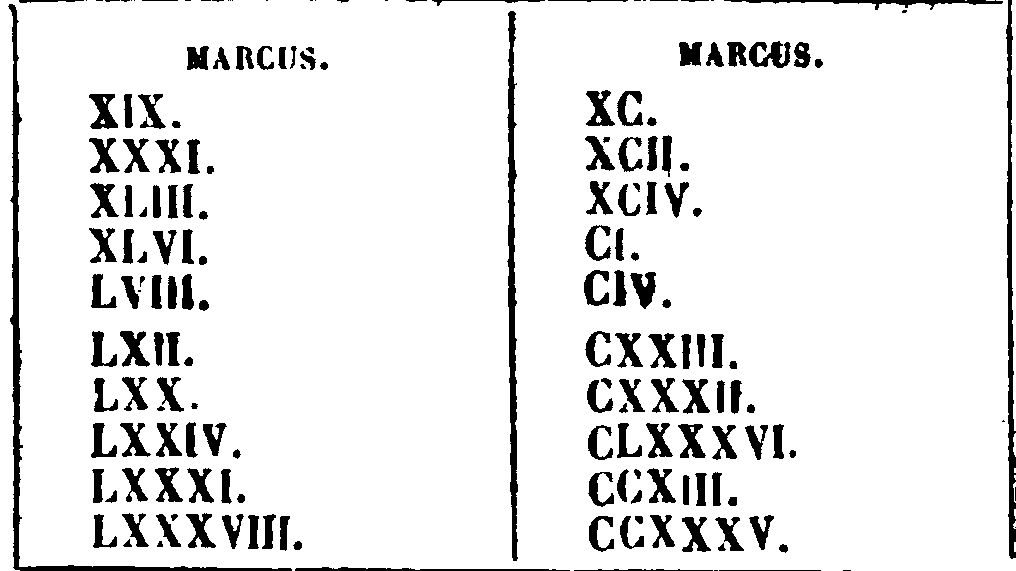 MARCUS.
XIX.
XXXI.
XLIII.
XLVI.
LVIII.
LXII.
LXX.
LXXIV.
LXXXI.
LXXXVIII.
MARCUS.
XC.
XCII.
XCIV.
CI.
CIV.
CXXIII.
CXXXII.
CLXXXVI.
CCXIII.
CCXXXV.